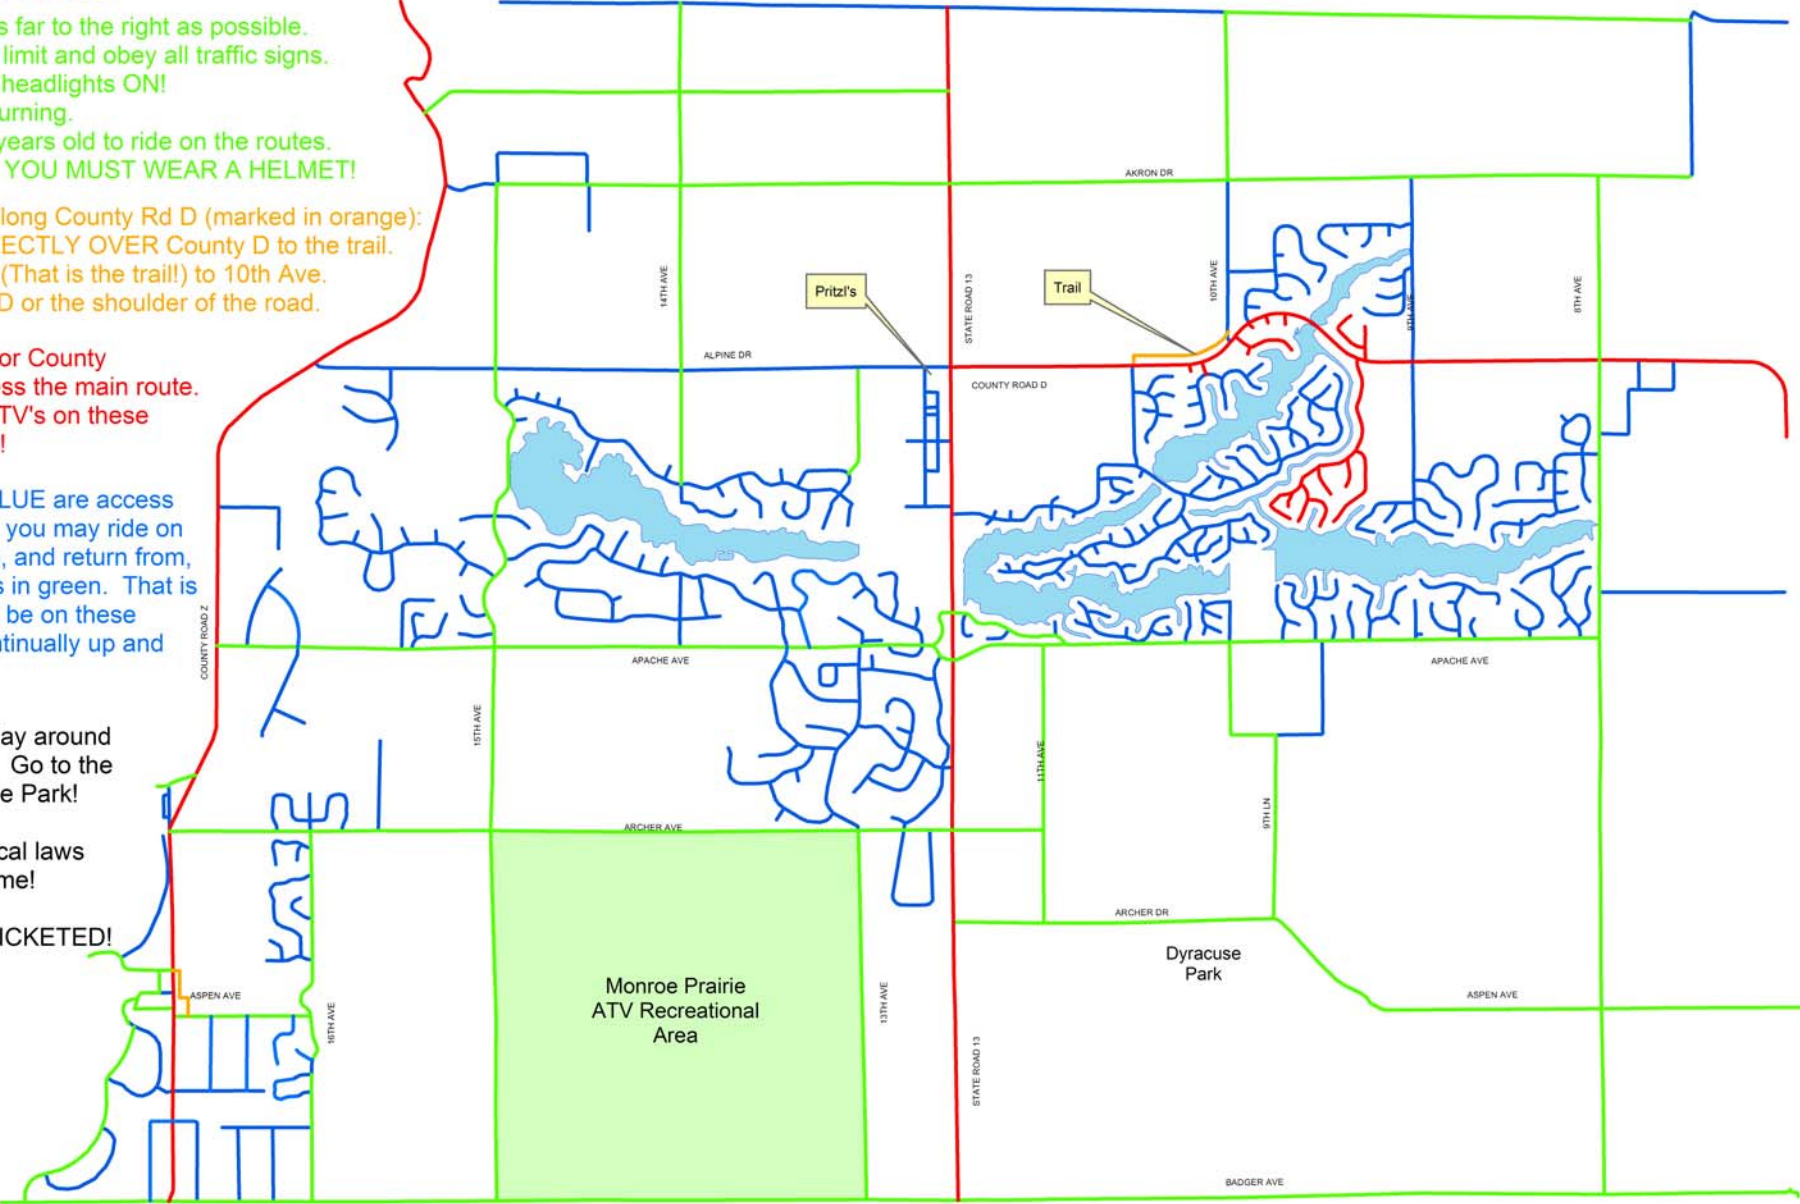 s far to the right as possible.
limit and obey all traffic signs.
headlights ON!
urning.
years old to ride on the routes.
YOU MUST WEAR A HELMET!
long County Rd D (marked in orange):
ECTLY OVER County D to the trail.
(That is the trail!) to 10th Ave.
D or the shoulder of the road.
or County
ess the main route.
TV's on these
!
LUE are access
you may ride on
, and return from,
s in green. That is
be on these
ntinually up and
ay around
Go to the
e Park!
cal laws
me!
ICKETED!
AKRON DR
14TH AVE
Pritzl's
STATE ROAD 13
Trail
10TH AVE
9TH AVE
8TH AVE
ALPINE DR
COUNTY ROAD D
COUNTY ROAD Z
APACHE AVE
APACHE AVE
15TH AVE
11TH AVE
9TH LN
ARCHER AVE
ARCHER DR
Dyracuse
Park
Monroe Prairie
ATV Recreational
Area
13TH AVE
ASPEN AVE
ASPEN AVE
16TH AVE
STATE ROAD 13
BADGER AVE